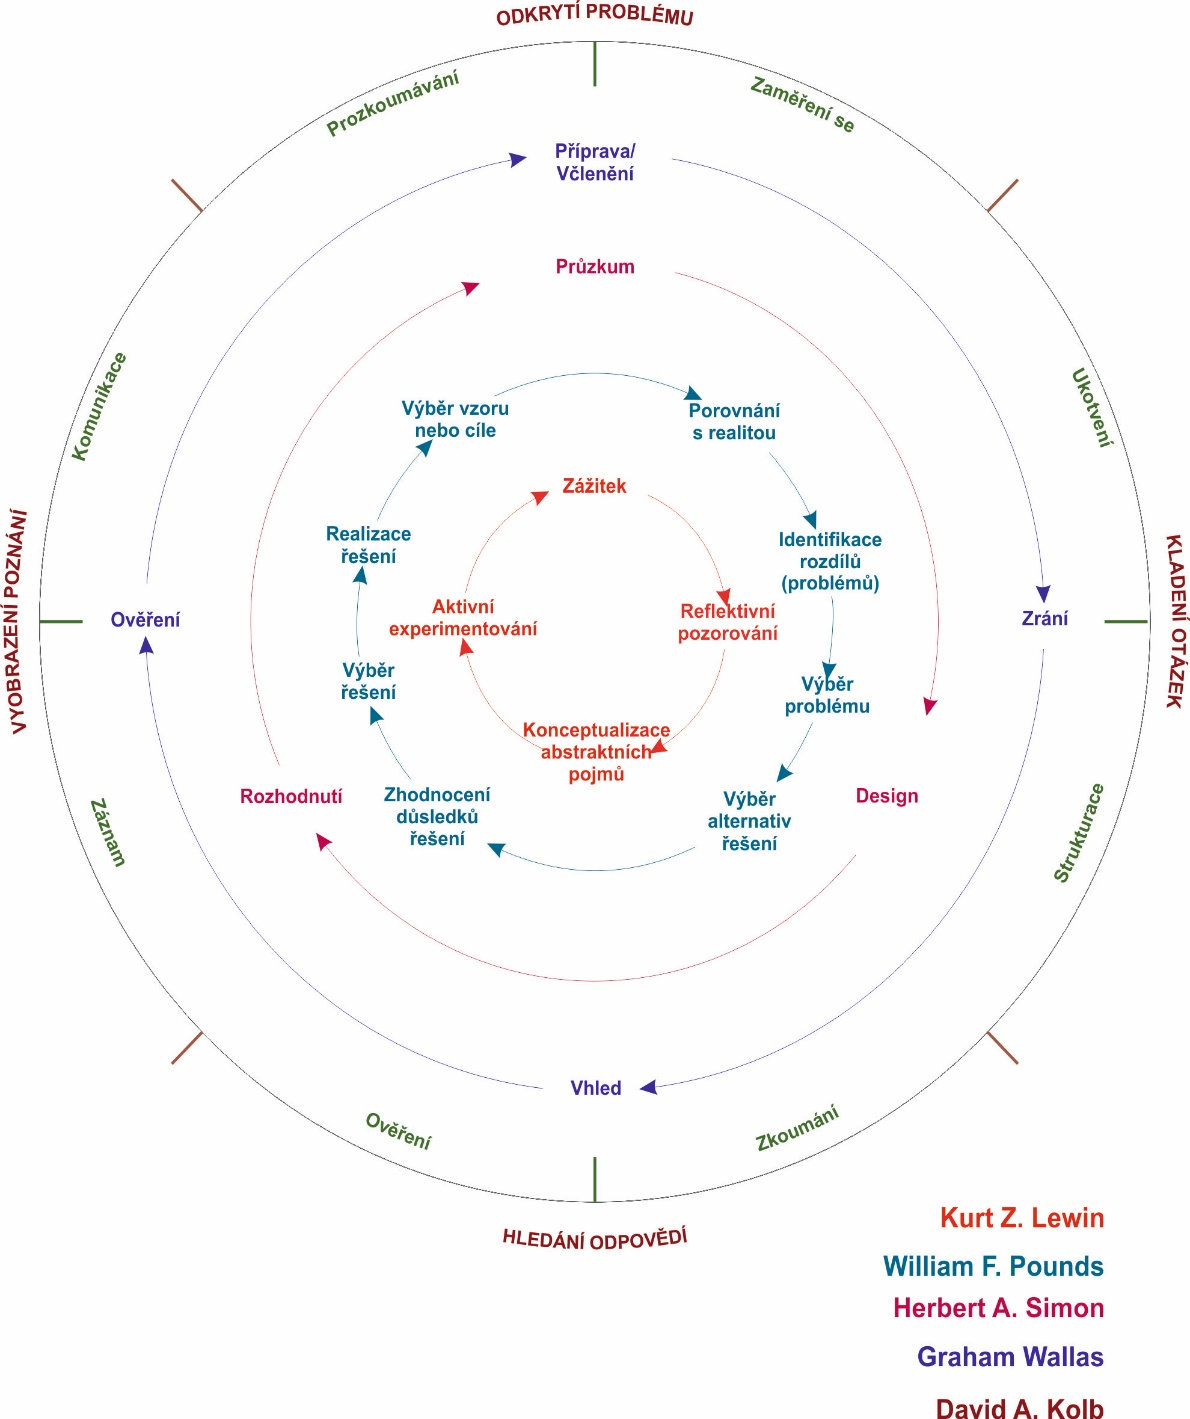 ODKRYTÍ PROBLÉMU
Prozkoumávání
Zaměření se
Příprava/
Včlenění
Průzkum
Komunikace
Ukotvení
Výběr vzoru
nebo cíle
Porovnání
s realitou
Zážitek
Realizace
řešení
Identifikace
rozdílů
(problémů)
VYOBRAZENÍ POZNÁNÍ
KLADENÍ OTÁZEK
Ověření
Aktivní
experimentování
Reflektivní
pozorování
Zrání
Výběr
řešení
Výběr
problému
Konceptualizace
abstraktních
pojmů
Rozhodnutí
Zhodnocení
důsledků
řešení
Výběr
alternativ
řešení
Design
Záznam
Strukturace
Vhled
Ověření
Zkoumání
HLEDÁNÍ ODPOVĚDÍ
Kurt Z. Lewin
William F. Pounds
Herbert A. Simon
Graham Wallas
David A. Kolb